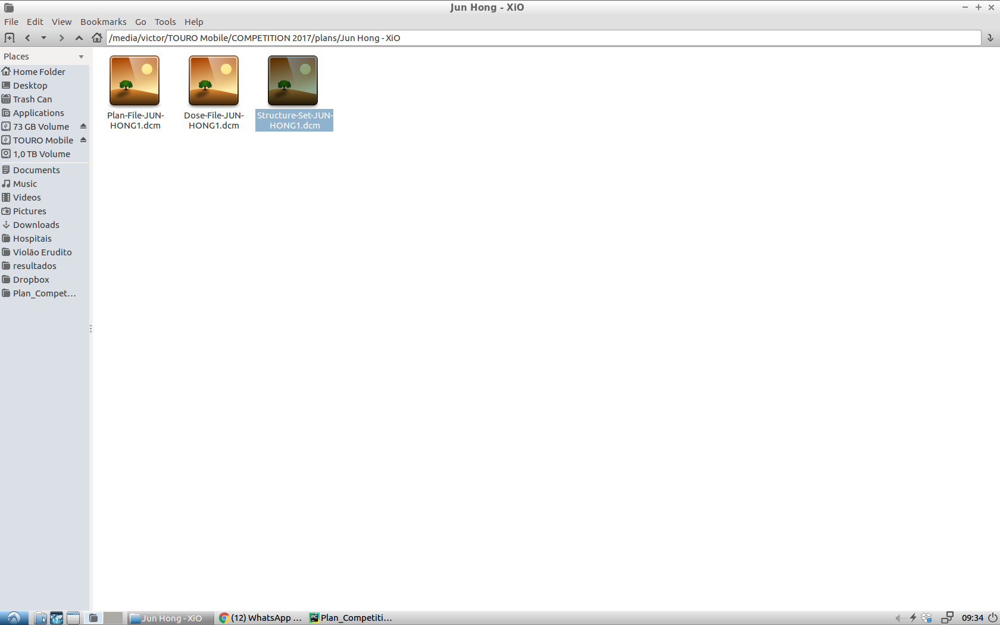 Jun Hong - XiO
File Edit View Bookmarks Go Tools Help
/media/victor/TOURO Mobile/COMPETITION 2017/plans/Jun Hong - XiO
Places
Home Folder
Desktop
Trash Can
Applications
73 GB Volume
TOURO Mobile
1,0 TB Volume
Documents
Music
Videos
Pictures
Downloads
Hospitais
Violão Erudito
resultados
Dropbox
Plan_Compet...
Plan-File-JUN-
HONG1.dcm
Dose-File-JUN-
HONG1.dcm
Structure-Set-JUN-
HONG1.dcm
Jun Hong - XiO
(12) WhatsApp ...
PC
Plan_Competiti...
09:34